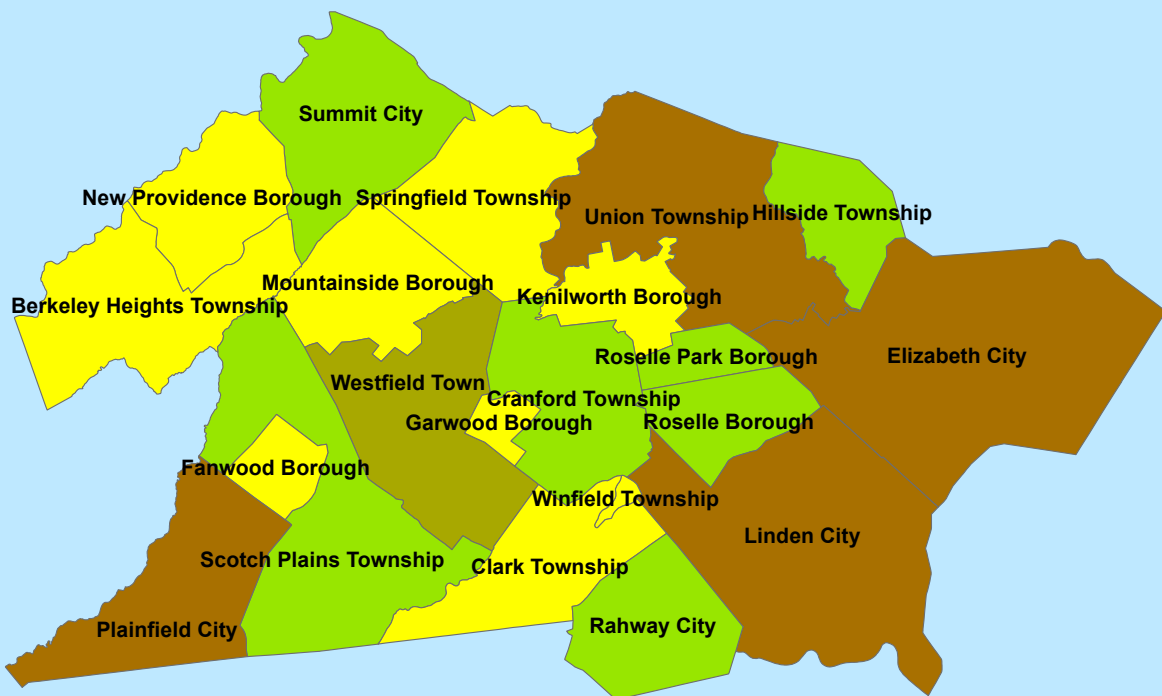 Summit City
New Providence Borough
Springfield Township
Union Township
Hillside Township
Berkeley Heights Township
Mountainside Borough
Kenilworth Borough
Roselle Park Borough
Elizabeth City
Westfield Town
Cranford Township
Garwood Borough
Roselle Borough
Fanwood Borough
Winfield Township
Linden City
Scotch Plains Township
Clark Township
Plainfield City
Rahway City